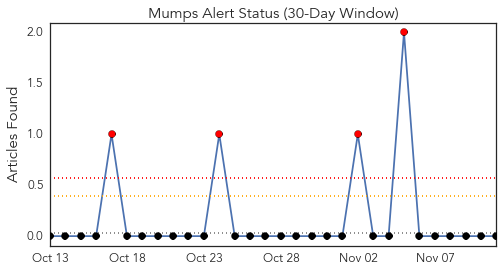 Mumps Alert Status (30-Day Window)
Articles Found
2.0
1.5
1.0
0.5
0.0
Oct 13 Oct 18 Oct 23 Oct 28 Nov 02 Nov 07